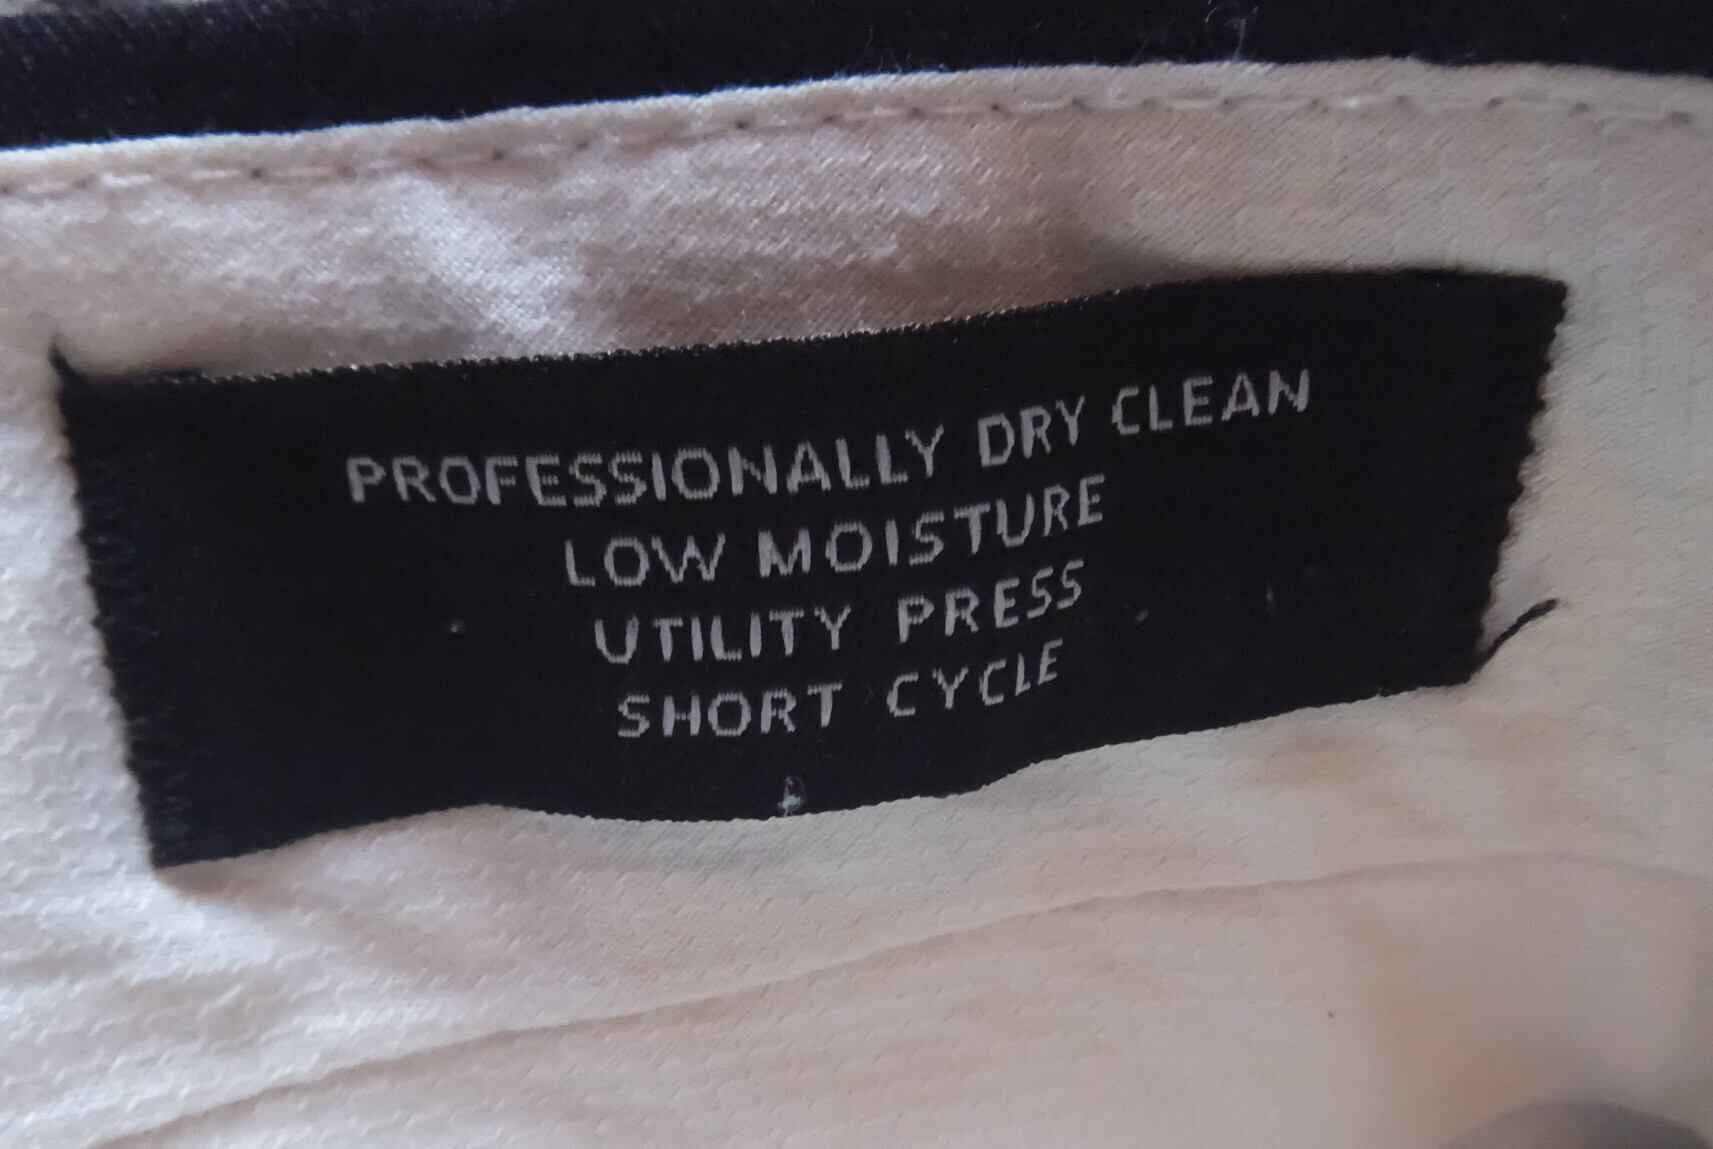 PROFESSIONALLY DRY CLEAN
LOW MOISTURE
UTILITY PRESS
SHORT CYCLE